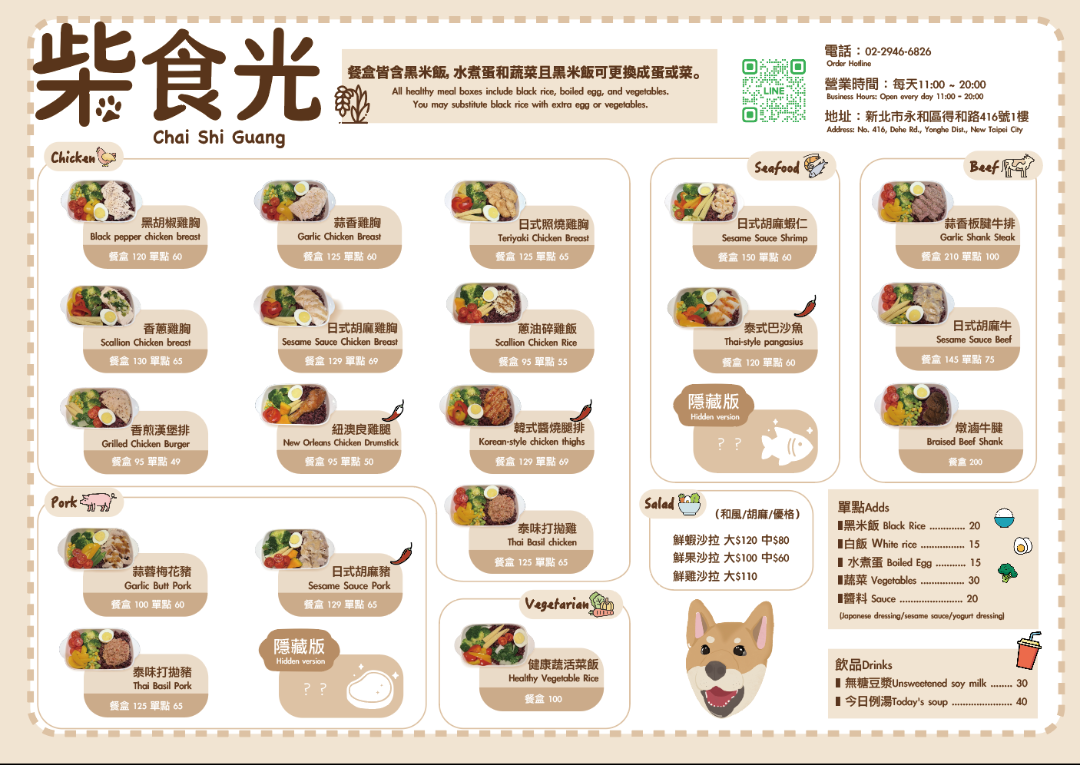 柴食光
Chai Shi Guang
餐盒皆含黑米飯, 水煮蛋和蔬菜且黑米飯可更換成蛋或菜。
All healthy meal boxes include black rice, boiled egg, and vegetables.
You may substitute black rice with extra egg or vegetables.
LINE
電話：02-2946-6826
Order Hotline
營業時間：每天11:00 ~ 20:00
Business Hours: Open every day 11:00 - 20:00
地址：新北市永和區得和路416號1樓
Address: No. 416, Dehe Rd., Yonghe Dist., New Taipei City
Chicken
黑胡椒雞胸
Black pepper chicken breast
餐盒 120 單點 60
蒜香雞胸
Garlic Chicken Breast
餐盒 125 單點 60
日式照燒雞胸
Teriyaki Chicken Breast
餐盒 125 單點 65
香蔥雞胸
Scallion Chicken breast
餐盒 130 單點 65
日式胡麻雞胸
Sesame Sauce Chicken Breast
餐盒 129 單點 69
蔥油碎雞飯
Scallion Chicken Rice
餐盒 95 單點 55
香煎漢堡排
Grilled Chicken Burger
餐盒 95 單點 49
紐澳良雞腿
New Orleans Chicken Drumstick
餐盒 95 單點 50
韓式醬燒腿排
Korean-style chicken thighs
餐盒 129 單點 69
泰味打拋雞
Thai Basil chicken
餐盒 125 單點 65
Seafood
日式胡麻蝦仁
Sesame Sauce Shrimp
餐盒 150 單點 60
泰式巴沙魚
Thai-style pangasius
餐盒 120 單點 60
隱藏版
Hidden version
? ?
Beef
蒜香板腱牛排
Garlic Shank Steak
餐盒 210 單點 100
日式胡麻牛
Sesame Sauce Beef
餐盒 145 單點 75
燉滷牛腱
Braised Beef Shank
餐盒 200
Pork
蒜蓉梅花豬
Garlic Butt Pork
餐盒 100 單點 60
日式胡麻豬
Sesame Sauce Pork
餐盒 129 單點 65
泰味打拋豬
Thai Basil Pork
餐盒 125 單點 65
隱藏版
Hidden version
? ?
Vegetarian
健康蔬活菜飯
Healthy Vegetable Rice
餐盒 100
Salad
(和風/胡麻/優格)
鮮蝦沙拉 大$120 中$80
鮮果沙拉 大$100 中$60
鮮雞沙拉 大$110
單點Adds
黑米飯 Black Rice ............ 20
白飯 White rice ................ 15
水煮蛋 Boiled Egg ........... 15
蔬菜 Vegetables ................ 30
醬料 Sauce ....................... 20
(Japanese dressing/sesame sauce/yogurt dressing)
飲品Drinks
無糖豆漿Unsweetened soy milk ........ 30
今日例湯Today's soup ...................... 40